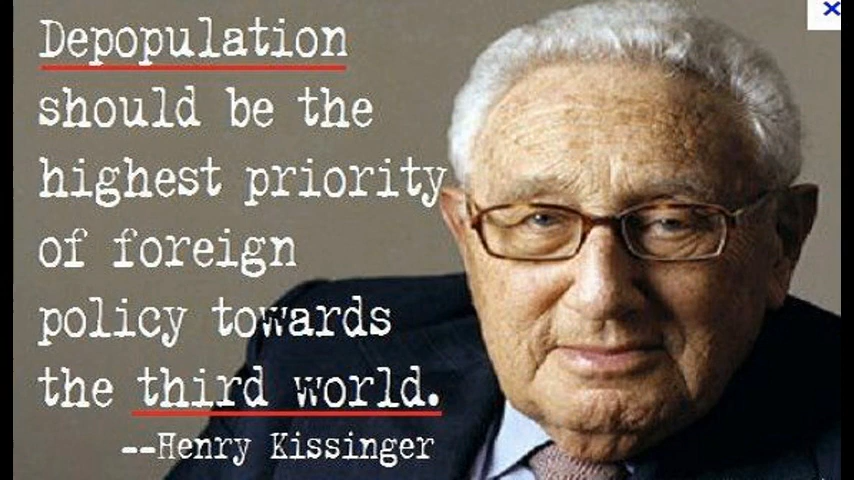 Depopulation
should be the
highest priority
of foreign
policy towards
the third world.
--Henry Kissinger